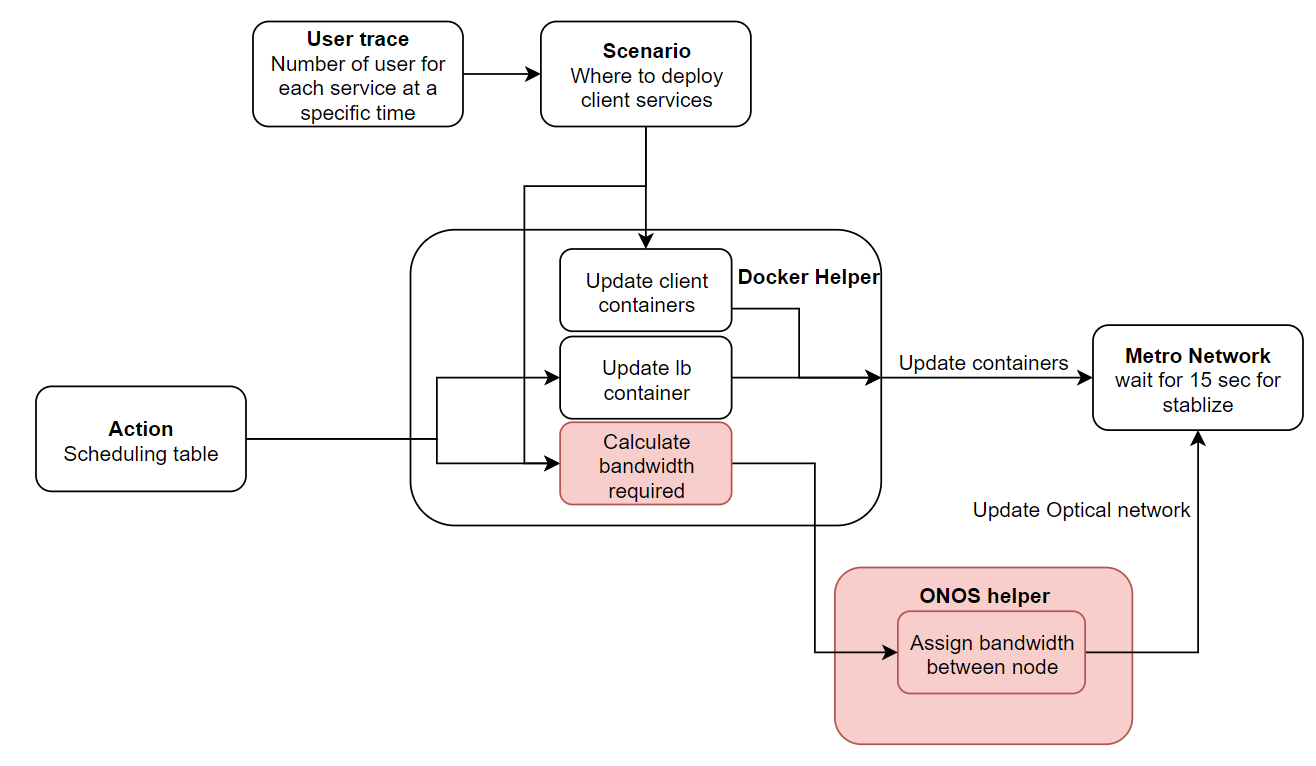 User trace
Number of user for
each service at a
specific time
Scenario
Where to deploy
client services
Docker Helper
Update client
containers
Update lb
container
Calculate
bandwidth
required
Action
Scheduling table
Update containers
Metro Network
wait for 15 sec for
stablize
Update Optical network
ONOS helper
Assign bandwidth
between node